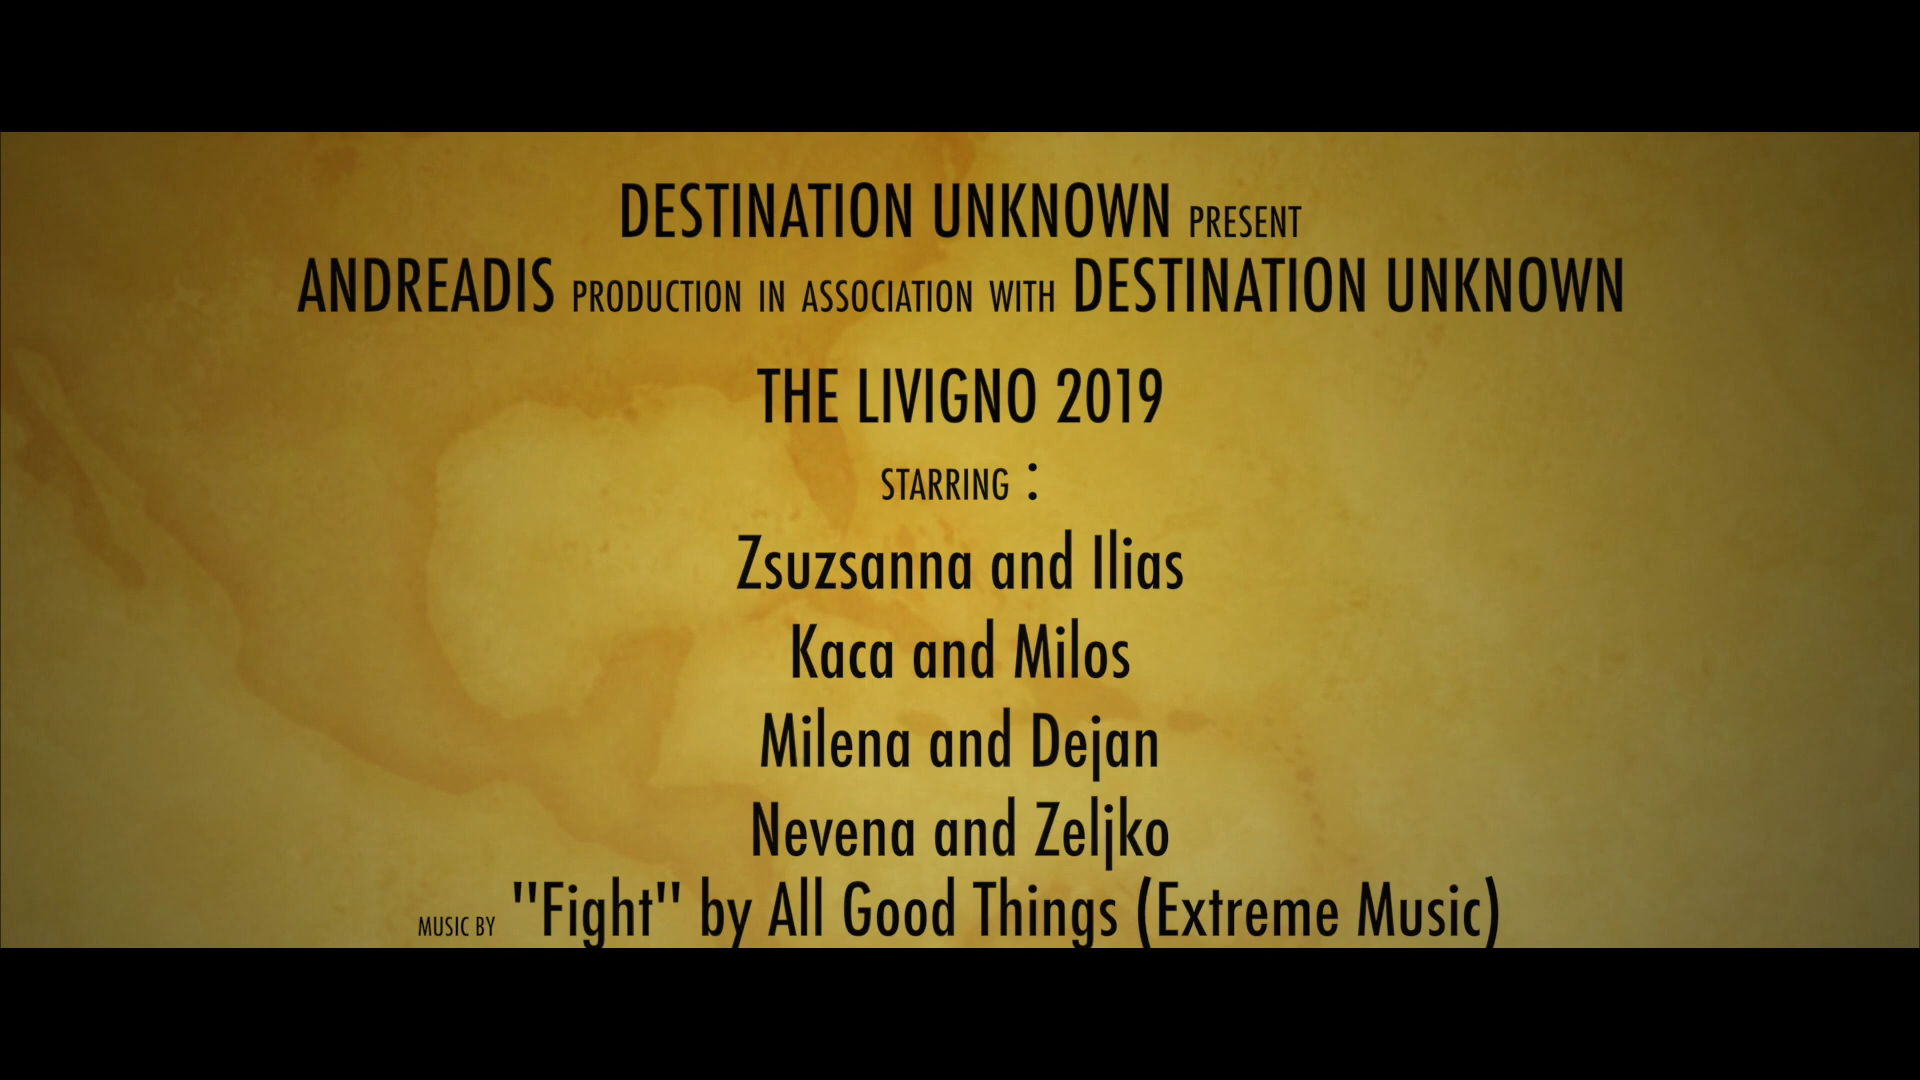 DESTINATION UNKNOWN PRESENT
ANDREADIS PRODUCTION IN ASSOCIATION WITH DESTINATION UNKNOWN
THE LIVIGNO 2019
STARRING :
Zsuzsanna and Ilias
Kaca and Milos
Milena and Dejan
Nevena and Zeljko
MUSIC BY "Fight" by All Good Things (Extreme Music)